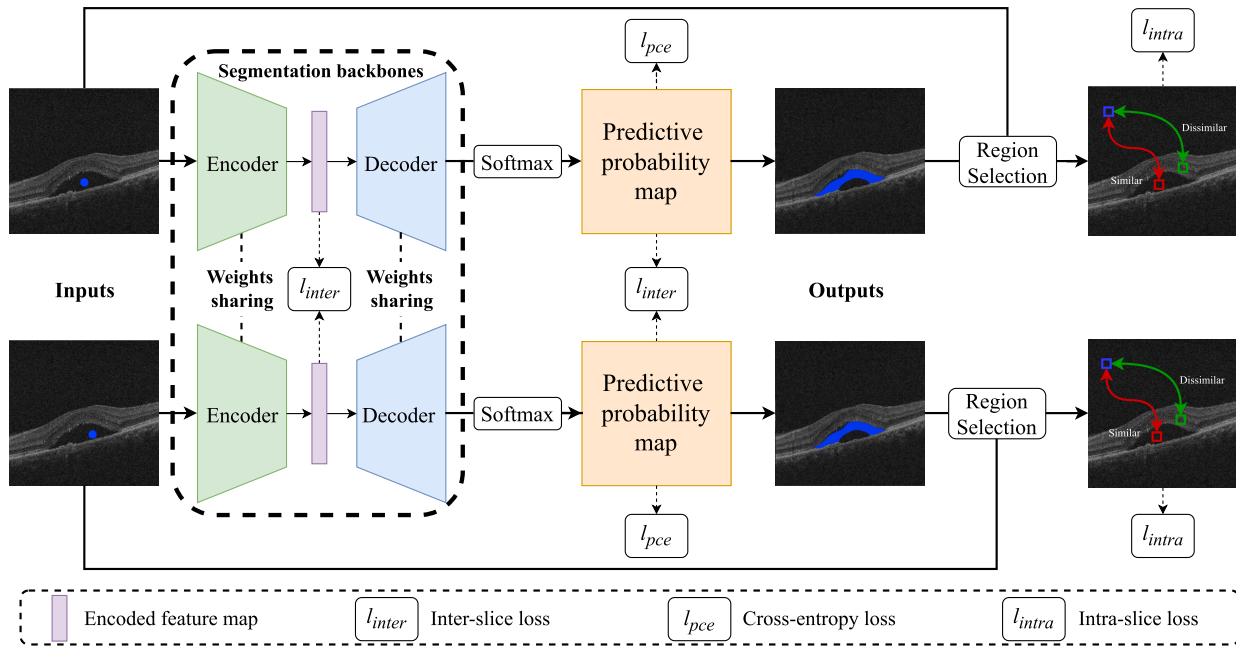 l_pce
l_intra
Segmentation backbones
Encoder
Decoder
Softmax
Predictive
probability
map
Region
Selection
Dissimilar
Similar
Inputs
Weights
sharing
l_inter
Weights
sharing
l_inter
Outputs
Encoder
Decoder
Softmax
Predictive
probability
map
Region
Selection
Dissimilar
Similar
l_pce
l_intra
Encoded feature map
l_inter Inter-slice loss
l_pce Cross-entropy loss
l_intra Intra-slice loss